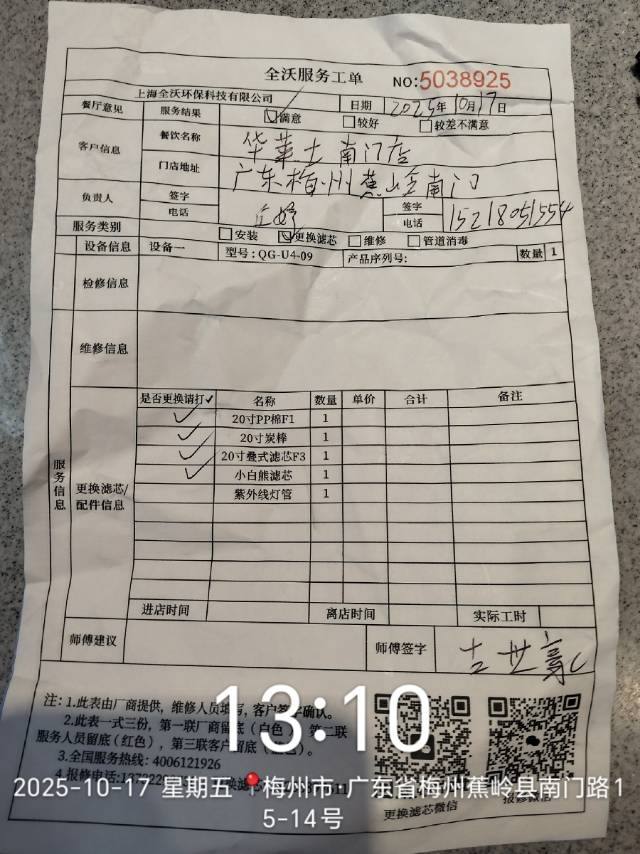 全沃服务工单
NO:5038925
上海全沃环保科技有限公司 日期 2025年10月17日
餐厅意见 服务结果 ☑满意 □较好 □较差不满意
客户信息 餐饮名称 华莱士南门店
门店地址 广东梅州蕉岭南门
负责人 签字 签字
电话 电话 15218051554
服务类别 □安装 ☑更换滤芯 □维修 □管道消毒
设备信息 设备一 型号:QG-U4-09 产品序列号: 数量 1
检修信息
维修信息
服务信息
更换滤芯/配件信息
是否更换请打✓ 名称 数量 单价 合计 备注
✓ 20寸PP棉F1 1
✓ 20寸炭棒 1
✓ 20寸叠式滤芯F3 1
✓ 小白熊滤芯 1
紫外线灯管 1
进店时间 离店时间 实际工时
师傅建议 师傅签字 古世
注:1.此表由厂商提供,维修人员填写,客户签字确认。
2.此表一式三份,第一联厂商留底(白色),第二联
服务人员留底(红色),第三联客户留底
3.全国服务热线:4006121926
4.报修电话:
更换滤芯微信 报修微信
13:10
2025-10-17 星期五 梅州市·广东省梅州蕉岭县南门路1
5-14号